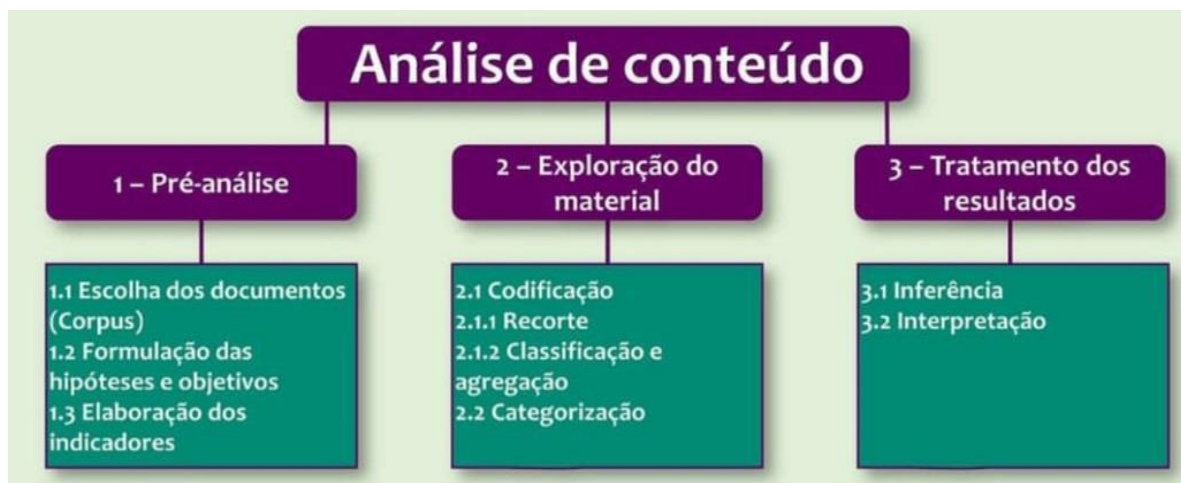 Análise de conteúdo
1 – Pré-análise
2 – Exploração do
material
3 – Tratamento dos
resultados
1.1 Escolha dos documentos
(Corpus)
1.2 Formulação das
hipóteses e objetivos
1.3 Elaboração dos
indicadores
2.1 Codificação
2.1.1 Recorte
2.1.2 Classificação e
agregação
2.2 Categorização
3.1 Inferência
3.2 Interpretação